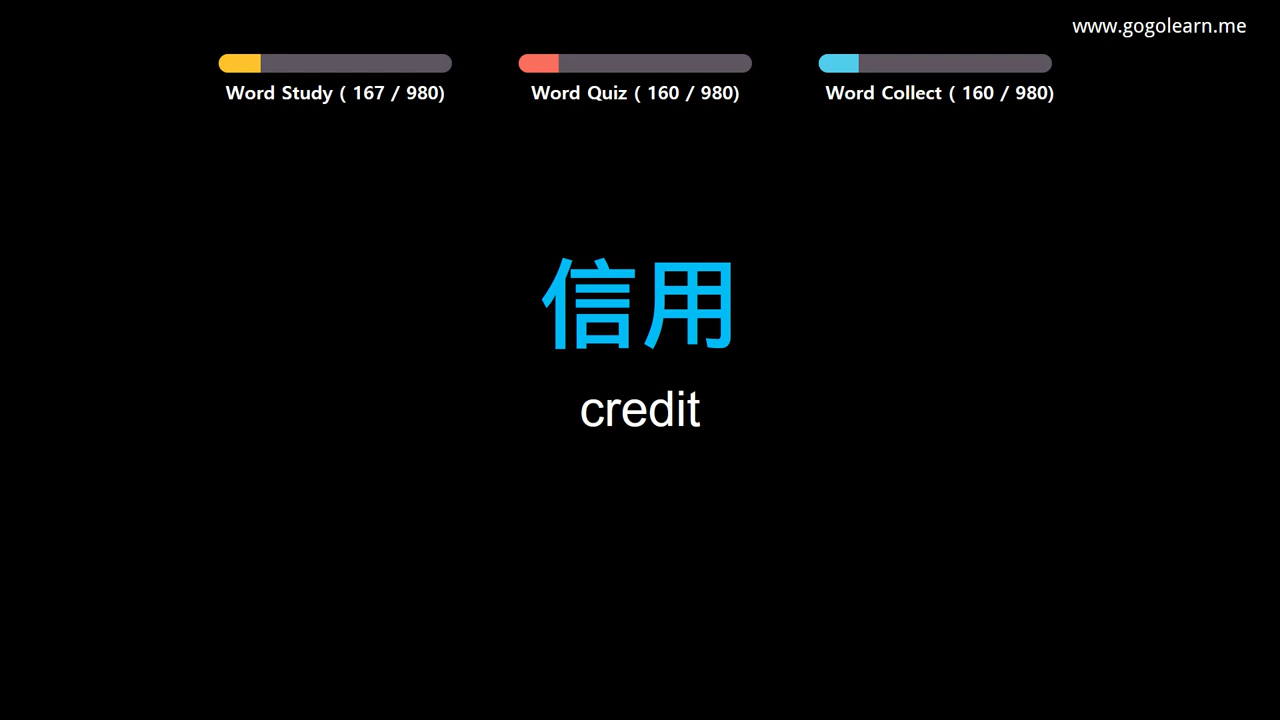 www.gogolearn.me
Word Study ( 167 / 980)
Word Quiz ( 160 / 980)
Word Collect ( 160 / 980)
信用
credit